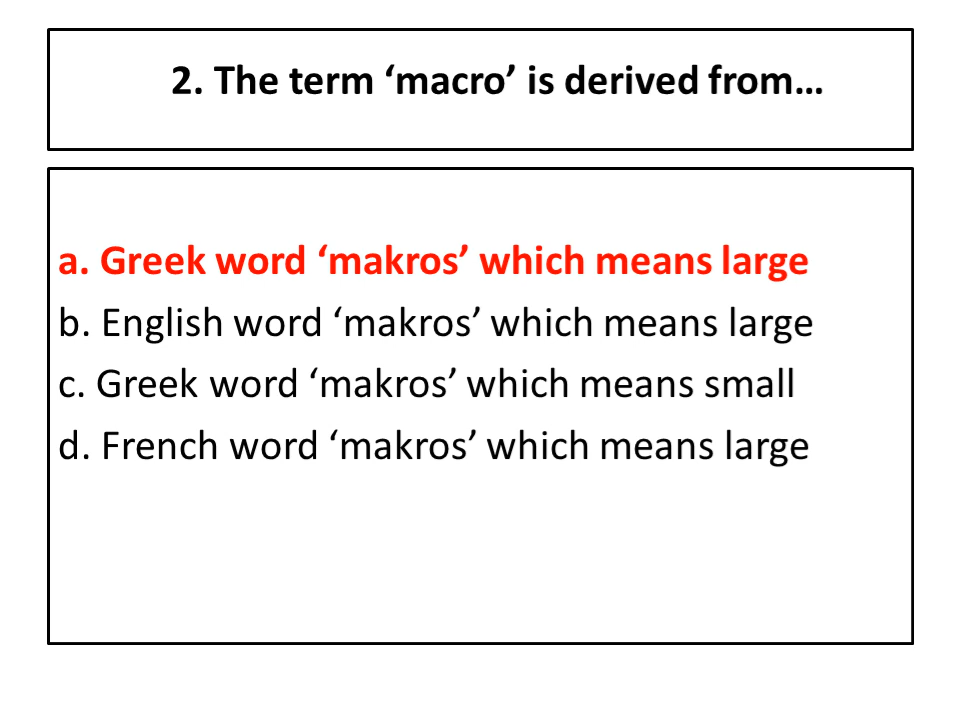 2. The term ‘macro’ is derived from…
a. Greek word ‘makros’ which means large
b. English word ‘makros’ which means large
c. Greek word ‘makros’ which means small
d. French word ‘makros’ which means large